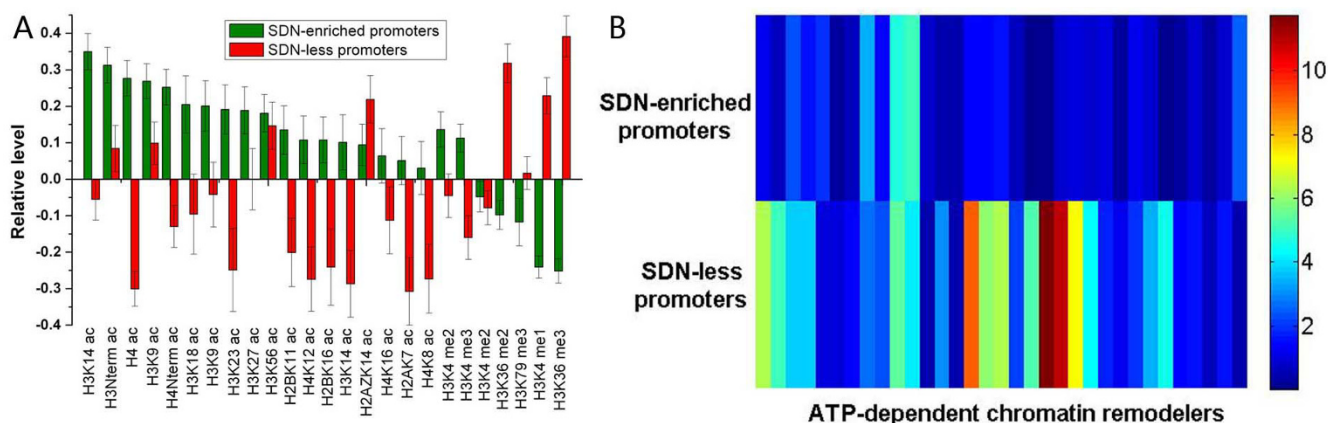 A
SDN-enriched promoters
SDN-less promoters
Relative level
0.4
0.3
0.2
0.1
0.0
-0.1
-0.2
-0.3
-0.4
H3K14 ac
H3Nterm ac
H4 ac
H3K9 ac
H4Nterm ac
H3K18 ac
H3K9 ac
H3K23 ac
H3K27 ac
H3K56 ac
H2BK11 ac
H4K12 ac
H2BK16 ac
H3K14 ac
H2AZK14 ac
H4K16 ac
H2AK7 ac
H4K8 ac
H3K4 me2
H3K4 me3
H3K4 me2
H3K36 me2
H3K79 me3
H3K4 me1
H3K36 me3
B
SDN-enriched
promoters
SDN-less
promoters
ATP-dependent chromatin remodelers
10
8
6
4
2